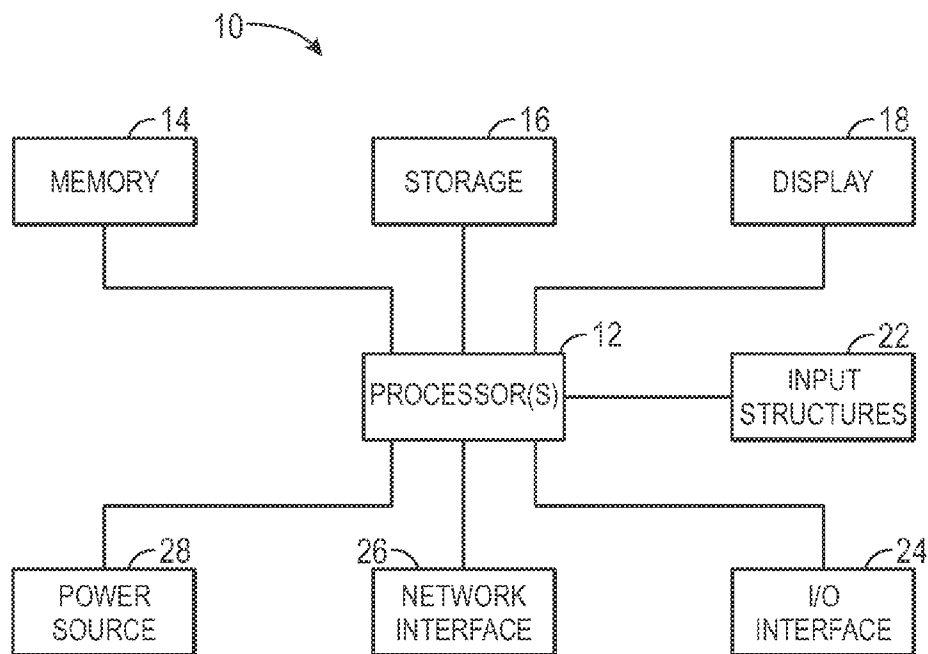 10
14
16
18
MEMORY
STORAGE
DISPLAY
12
22
PROCESSOR(S)
INPUT
STRUCTURES
28
26
24
POWER
SOURCE
NETWORK
INTERFACE
I/O
INTERFACE